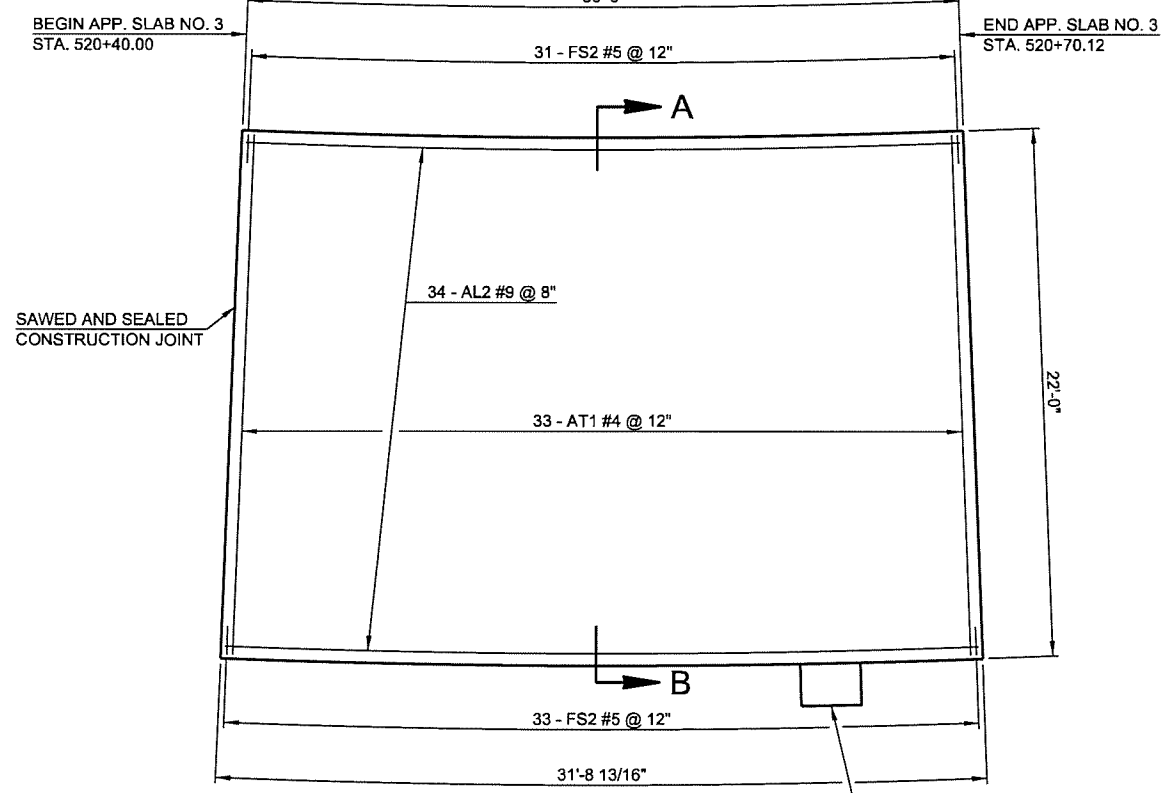 BEGIN APP. SLAB NO. 3
STA. 520+40.00
END APP. SLAB NO. 3
STA. 520+70.12
31 - FS2 #5 @ 12"
A
34 - AL2 #9 @ 8"
SAWED AND SEALED
CONSTRUCTION JOINT
22'-0"
33 - AT1 #4 @ 12"
B
33 - FS2 #5 @ 12"
31'-8 13/16"